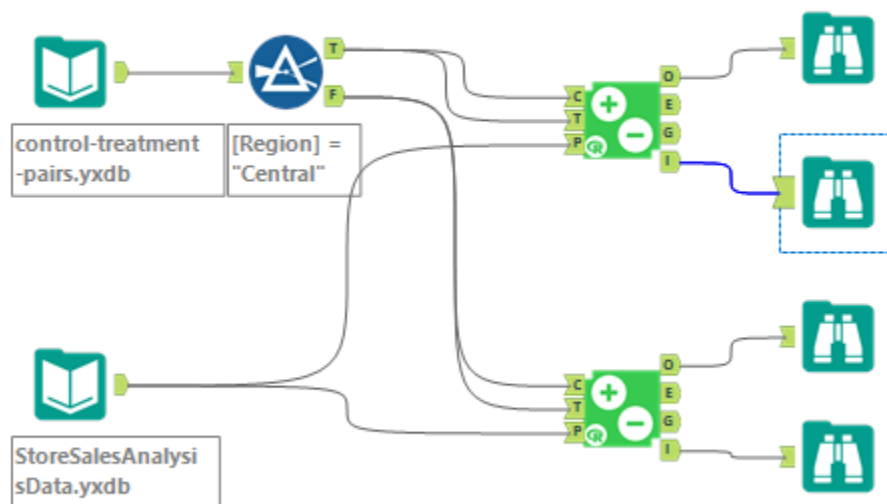 T
F
control-treatment
-pairs.yxdb
[Region] =
"Central"
C
T
P
R
O
E
G
I
StoreSalesAnalysi
sData.yxdb
C
T
P
R
O
E
G
I